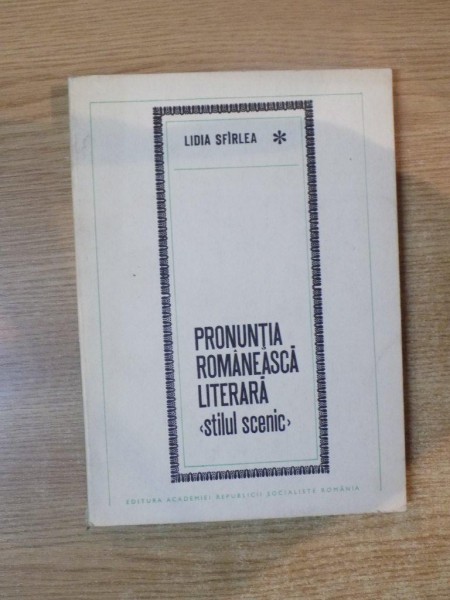 LIDIA SFÎRLEA *
PRONUNȚIA
ROMÂNEASCĂ
LITERARĂ
‹stilul scenic›
EDITURA ACADEMIEI REPUBLICII SOCIALISTE ROMÂNIA